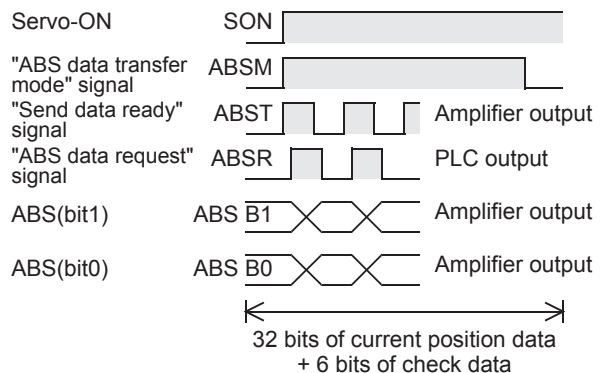 Servo-ON SON
"ABS data transfer mode" signal ABSM
"Send data ready" signal ABST Amplifier output
"ABS data request" signal ABSR PLC output
ABS(bit1) ABS B1 Amplifier output
ABS(bit0) ABS B0 Amplifier output
32 bits of current position data
+ 6 bits of check data